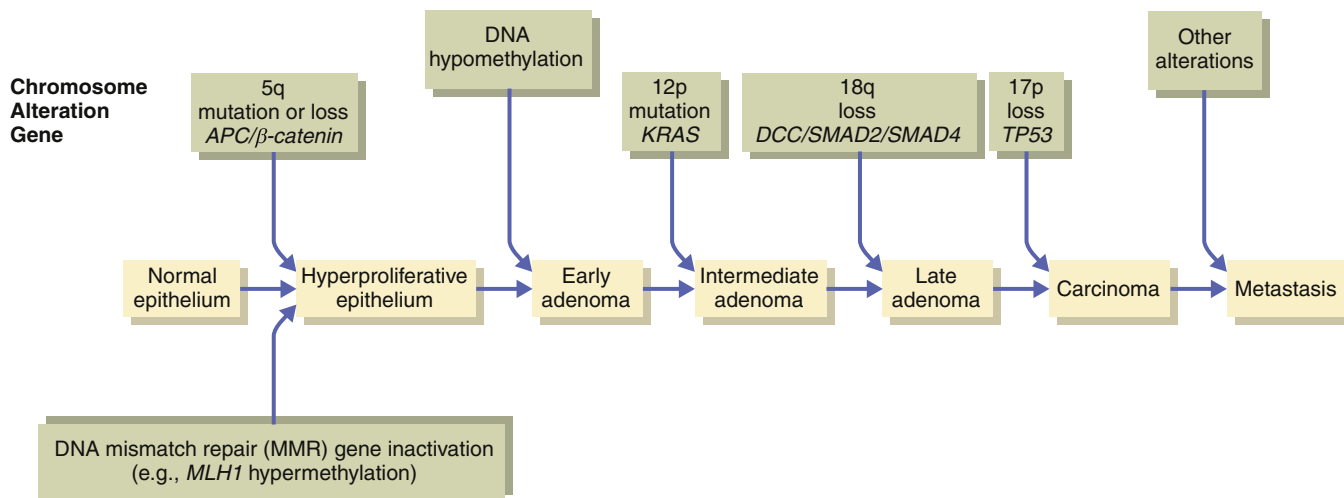 Chromosome
Alteration
Gene
5q
mutation or loss
APC/β-catenin
DNA
hypomethylation
12p
mutation
KRAS
18q
loss
DCC/SMAD2/SMAD4
17p
loss
TP53
Other
alterations
Normal
epithelium
Hyperproliferative
epithelium
Early
adenoma
Intermediate
adenoma
Late
adenoma
Carcinoma
Metastasis
DNA mismatch repair (MMR) gene inactivation
(e.g., MLH1 hypermethylation)